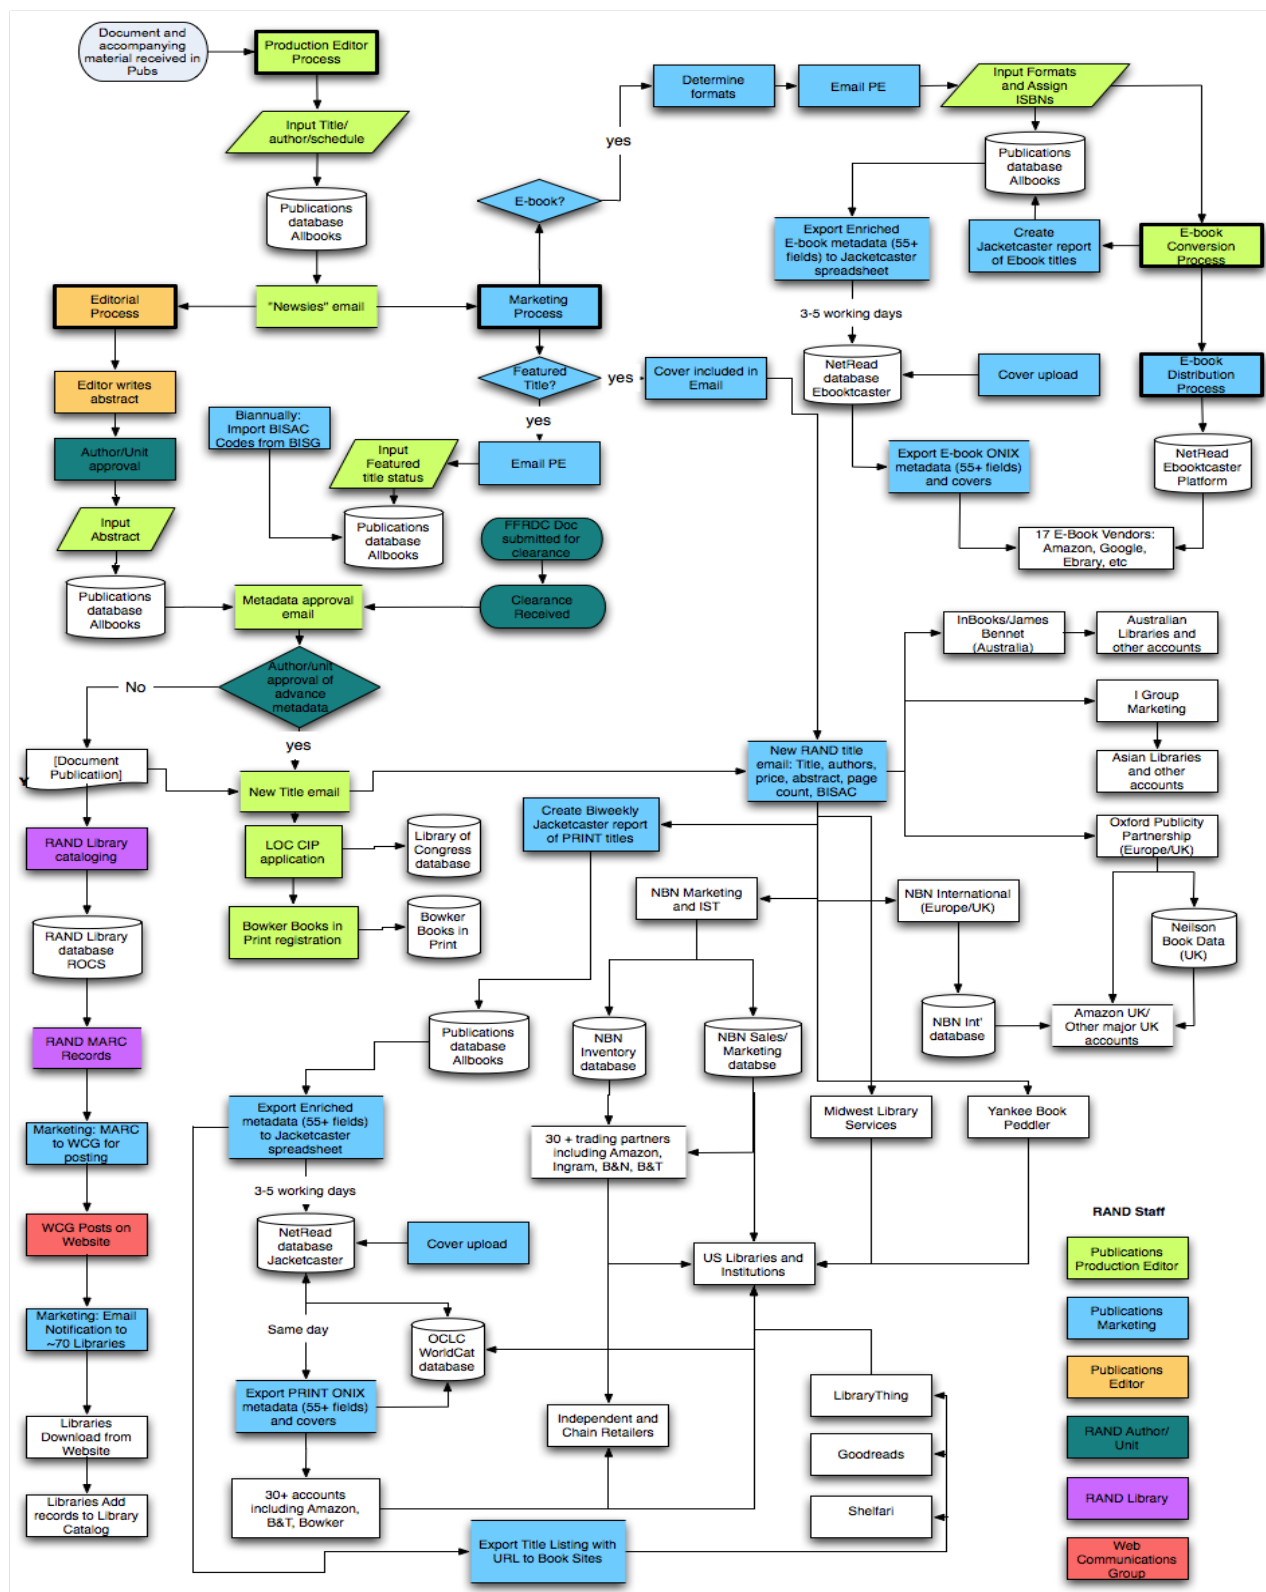 Document and
accompanying
material received in
Pubs
Production Editor
Process
Input Title/
author/schedule
Publications
database
Allbooks
"Newsies" email
Editorial
Process
Editor writes
abstract
Author/Unit
approval
Input
Abstract
Publications
database
Allbooks
Marketing
Process
E-book?
yes
Determine
formats
Email PE
Input Formats
and Assign
ISBNs
Publications
database
Allbooks
Create
Jacketcaster report
of Ebook titles
E-book
Conversion
Process
Export Enriched
E-book metadata (55+
fields) to Jacketcaster
spreadsheet
3-5 working days
NetRead
database
Ebooktcaster
Cover upload
E-book
Distribution
Process
NetRead
Ebooktcaster
Platform
Export E-book ONIX
metadata (55+ fields)
and covers
17 E-Book Vendors:
Amazon, Google,
Ebrary, etc
Featured
Title?
yes
Cover included in
Email
yes
Email PE
Input
Featured
title status
Biannually:
Import BISAC
Codes from BISG
Publications
database
Allbooks
FFRDC Doc
submitted for
clearance
Clearance
Received
Metadata approval
email
Author/unit
approval of
advance
metadata
No
yes
[Document
Publicatiion]
Y
New Title email
LOC CIP
application
Library of
Congress
database
Bowker Books in
Print registration
Bowker
Books in
Print
RAND Library
cataloging
RAND Library
database
ROCS
RAND MARC
Records
Marketing: MARC
to WCG for
posting
WCG Posts on
Website
Marketing: Email
Notification to
~70 Libraries
Libraries
Download from
Website
Libraries Add
records to Library
Catalog
New RAND title
email: Title, authors,
price, abstract, page
count, BISAC
InBooks/James
Bennet
(Australia)
Australian
Libraries and
other accounts
I Group
Marketing
Asian Libraries
and other
accounts
Oxford Publicity
Partnership
(Europe/UK)
Neilson
Book Data
(UK)
Amazon UK/
Other major UK
accounts
NBN International
(Europe/UK)
NBN Int'
database
Create Biweekly
Jacketcaster report
of PRINT titles
NBN Marketing
and IST
Publications
database
Allbooks
NBN
Inventory
database
NBN Sales/
Marketing
databse
30 + trading partners
including Amazon,
Ingram, B&N, B&T
Midwest Library
Services
Yankee Book
Peddler
Export Enriched
metadata (55+ fields)
to Jacketcaster
spreadsheet
3-5 working days
NetRead
database
Jacketcaster
Cover upload
Same day
OCLC
WorldCat
database
Export PRINT ONIX
metadata (55+ fields)
and covers
30+ accounts
including Amazon,
B&T, Bowker
US Libraries and
Institutions
Independent and
Chain Retailers
LibraryThing
Goodreads
Shelfari
Export Title Listing with
URL to Book Sites
RAND Staff
Publications
Production Editor
Publications
Marketing
Publications
Editor
RAND Author/
Unit
RAND Library
Web
Communications
Group